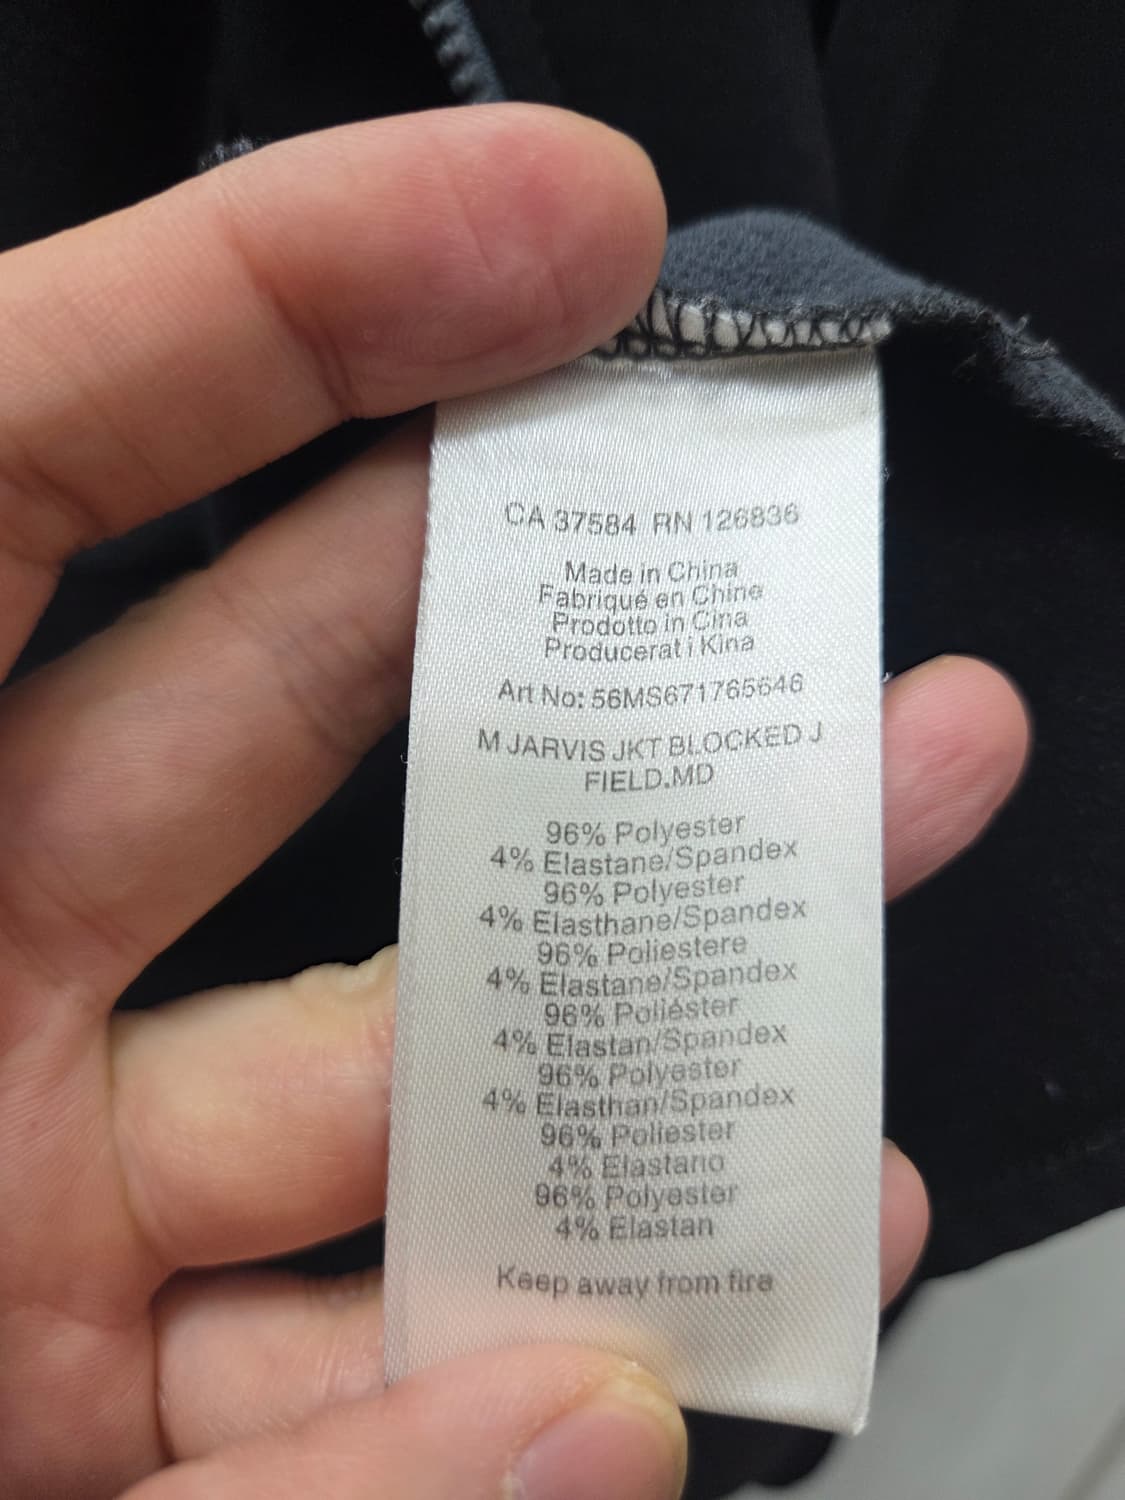 CA 37584 RN 126836
Made in China
Fabriqué en Chine
Prodotto in Cina
Producerat i Kina
Art No: 56MS671765646
M JARVIS JKT BLOCKED J
FIELD.MD
96% Polyester
4% Elastane/Spandex
96% Polyester
4% Elasthane/Spandex
96% Poliestere
4% Elastane/Spandex
96% Poliéster
4% Elastan/Spandex
96% Polyester
4% Elasthan/Spandex
96% Poliester
4% Elastano
96% Polyester
4% Elastan
Keep away from fire